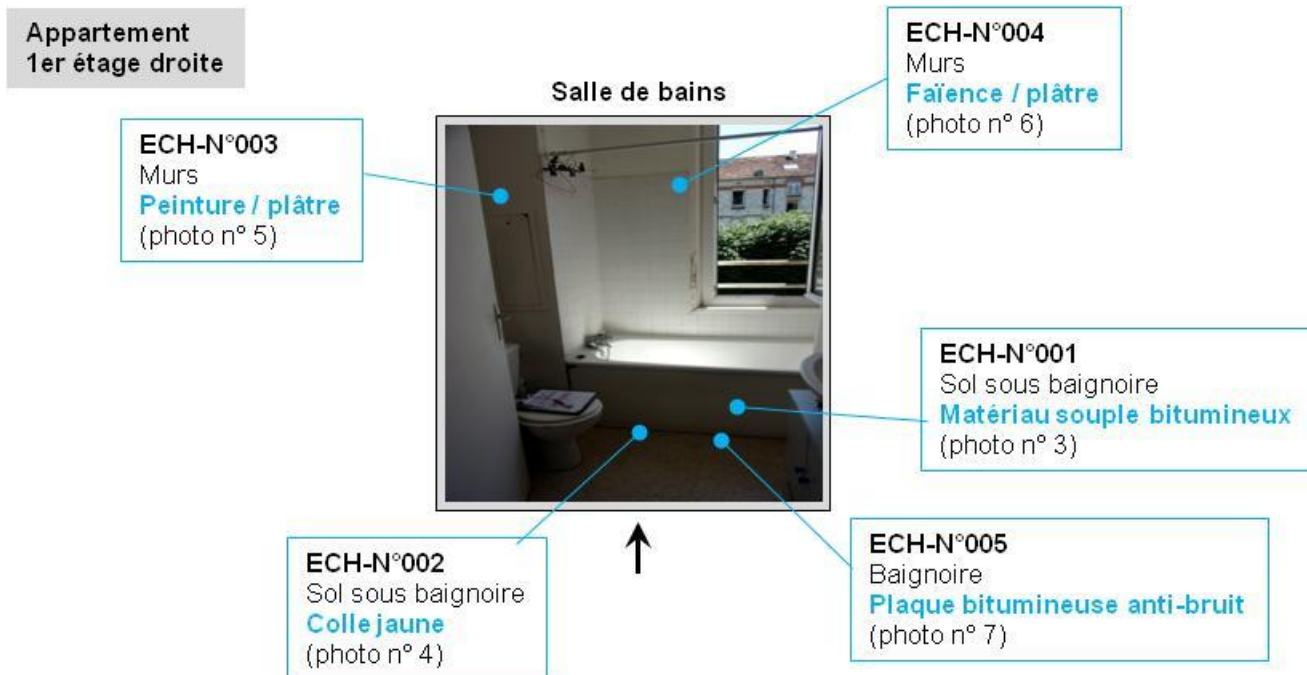 Appartement
1er étage droite
Salle de bains
ECH-N°004
Murs
Faïence / plâtre
(photo n° 6)
ECH-N°003
Murs
Peinture / plâtre
(photo n° 5)
ECH-N°001
Sol sous baignoire
Matériau souple bitumineux
(photo n° 3)
ECH-N°002
Sol sous baignoire
Colle jaune
(photo n° 4)
ECH-N°005
Baignoire
Plaque bitumineuse anti-bruit
(photo n° 7)